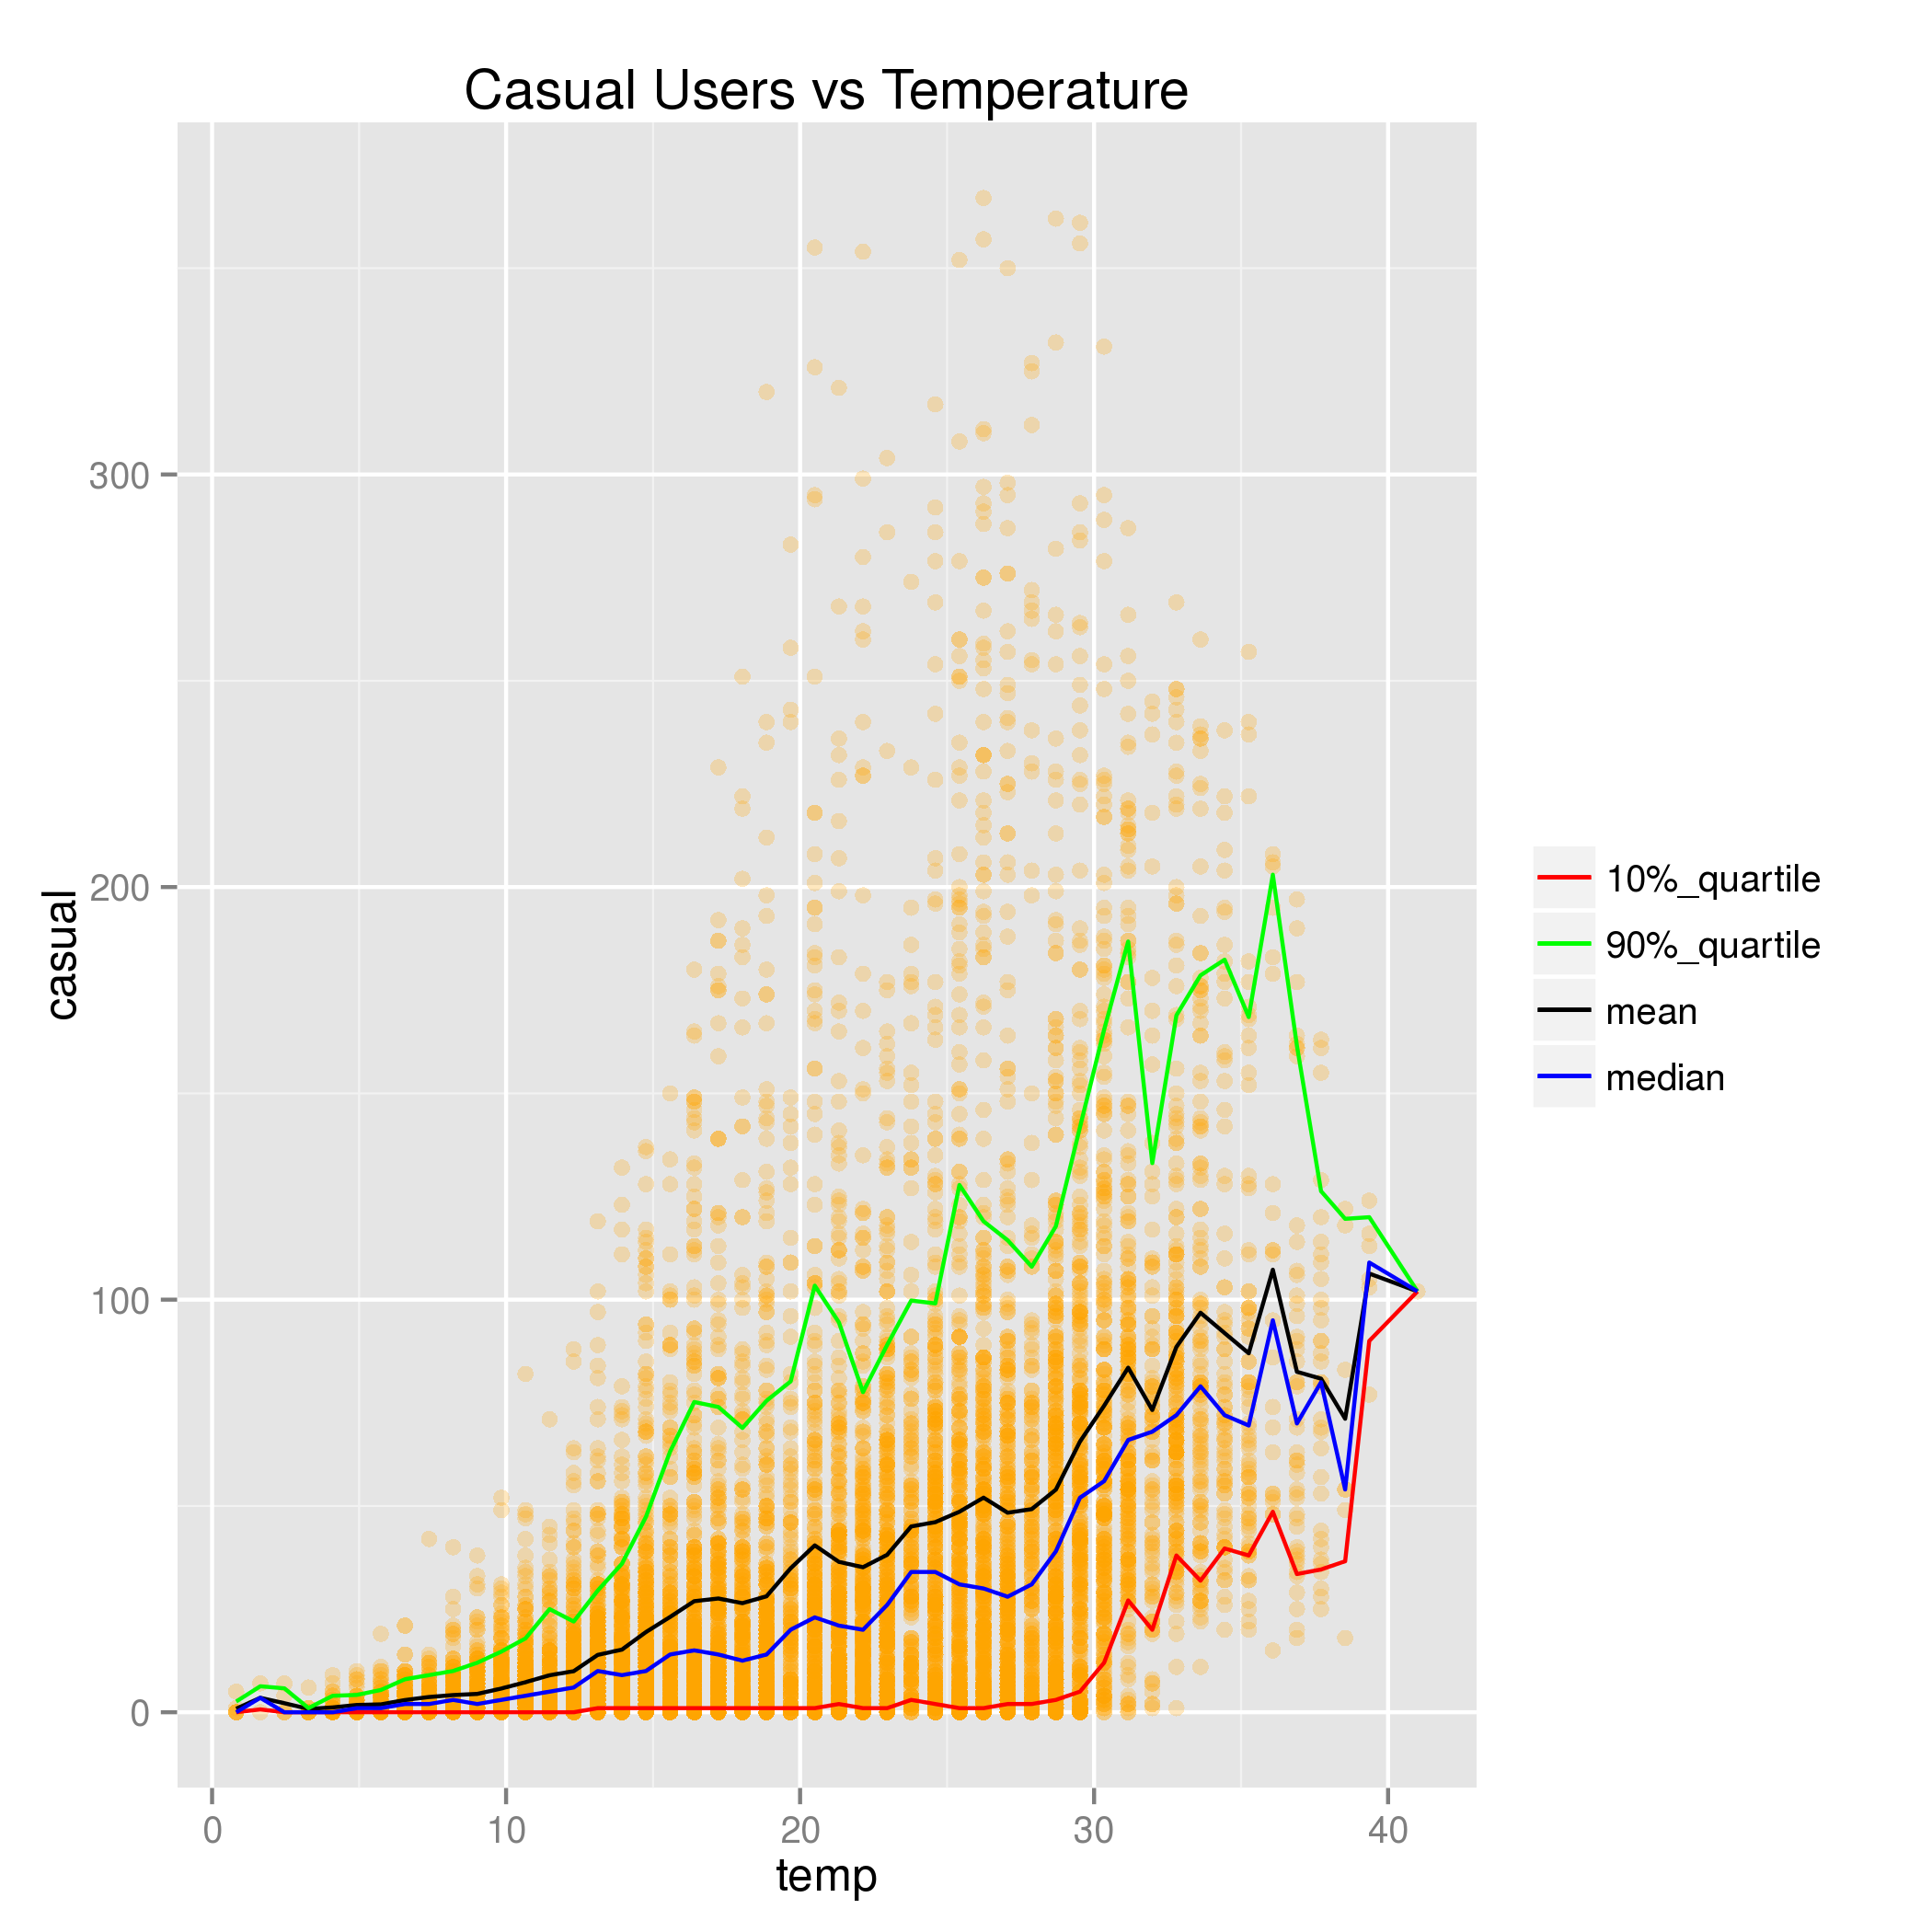 Casual Users vs Temperature
casual
300
200
100
0
0 10 20 30 40
temp
10%_quartile
90%_quartile
mean
median